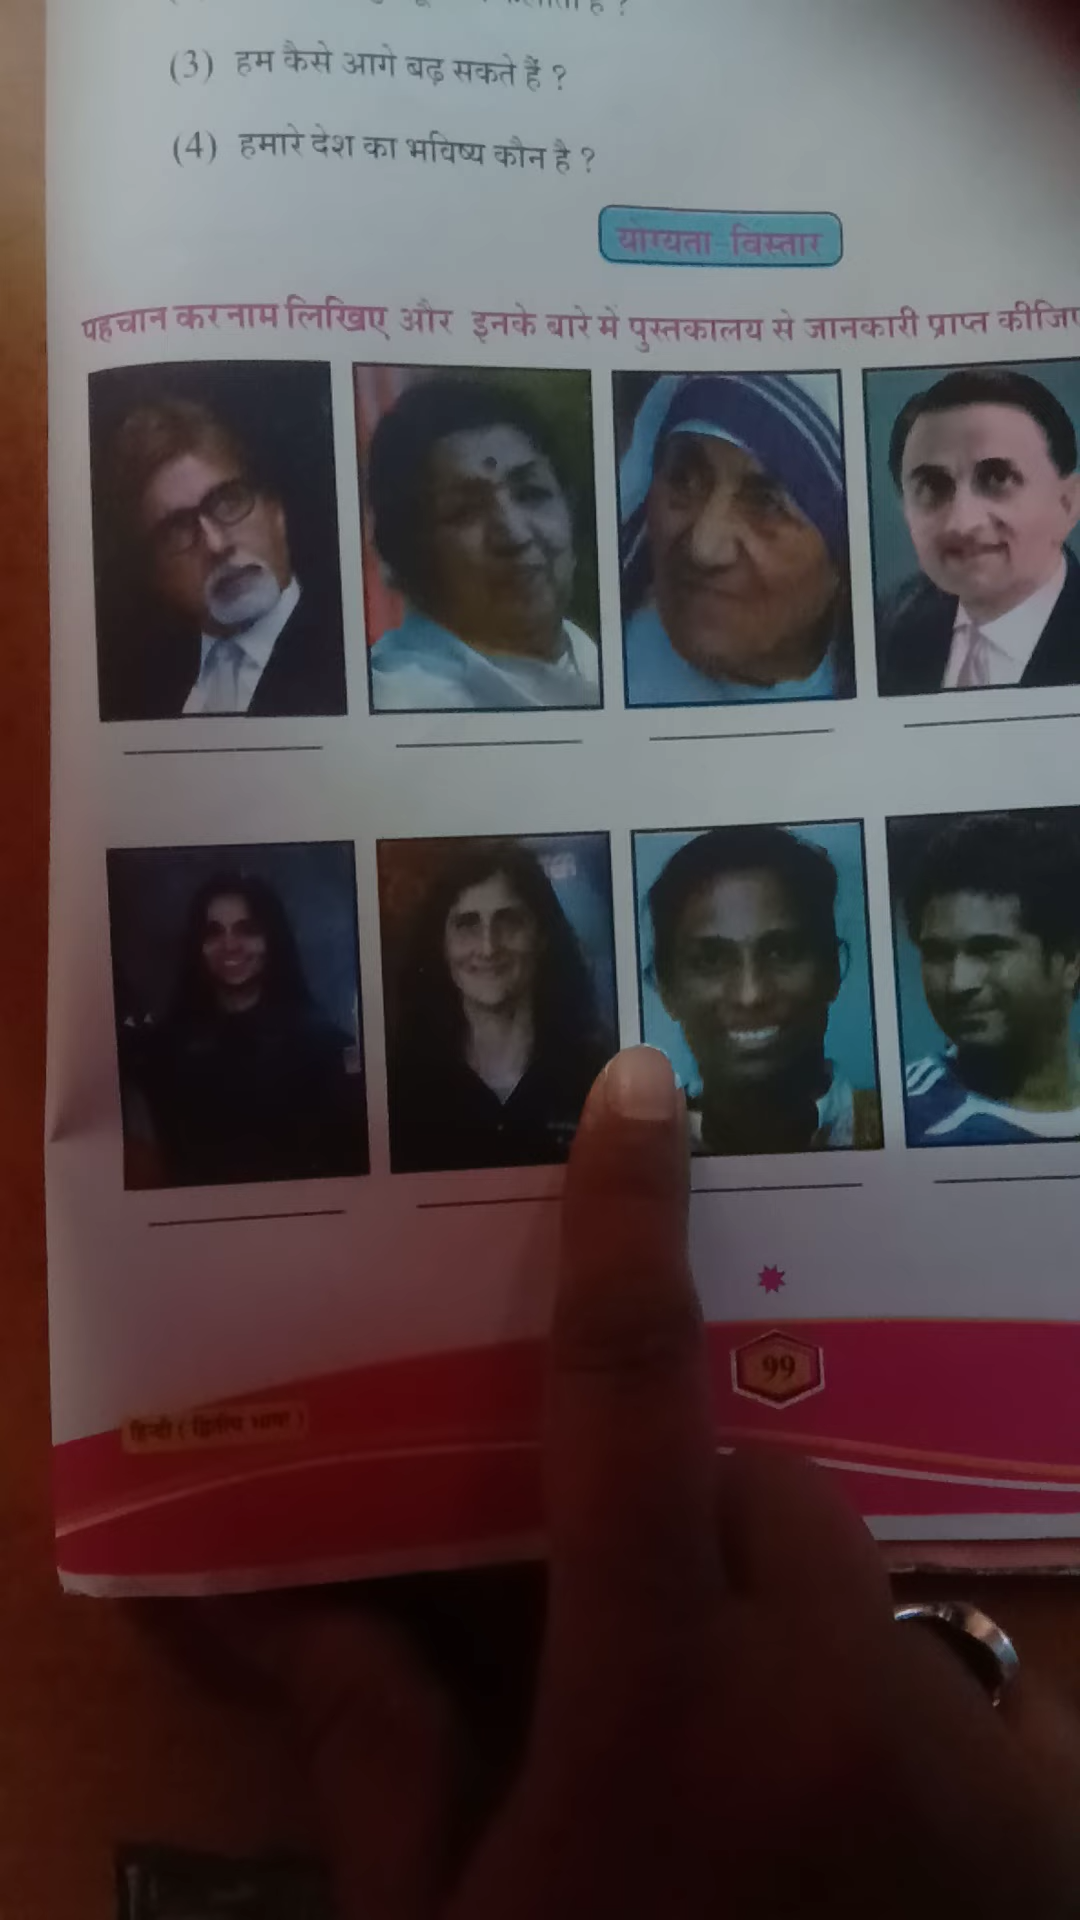 (3) हम कैसे आगे बढ़ सकते हैं ?
(4) हमारे देश का भविष्य कौन है ?
योग्यता विस्तार
पहचान कर नाम लिखिए और इनके बारे में पुस्तकालय से जानकारी प्राप्त
99
हिन्दी ( द्वितीय भाषा )